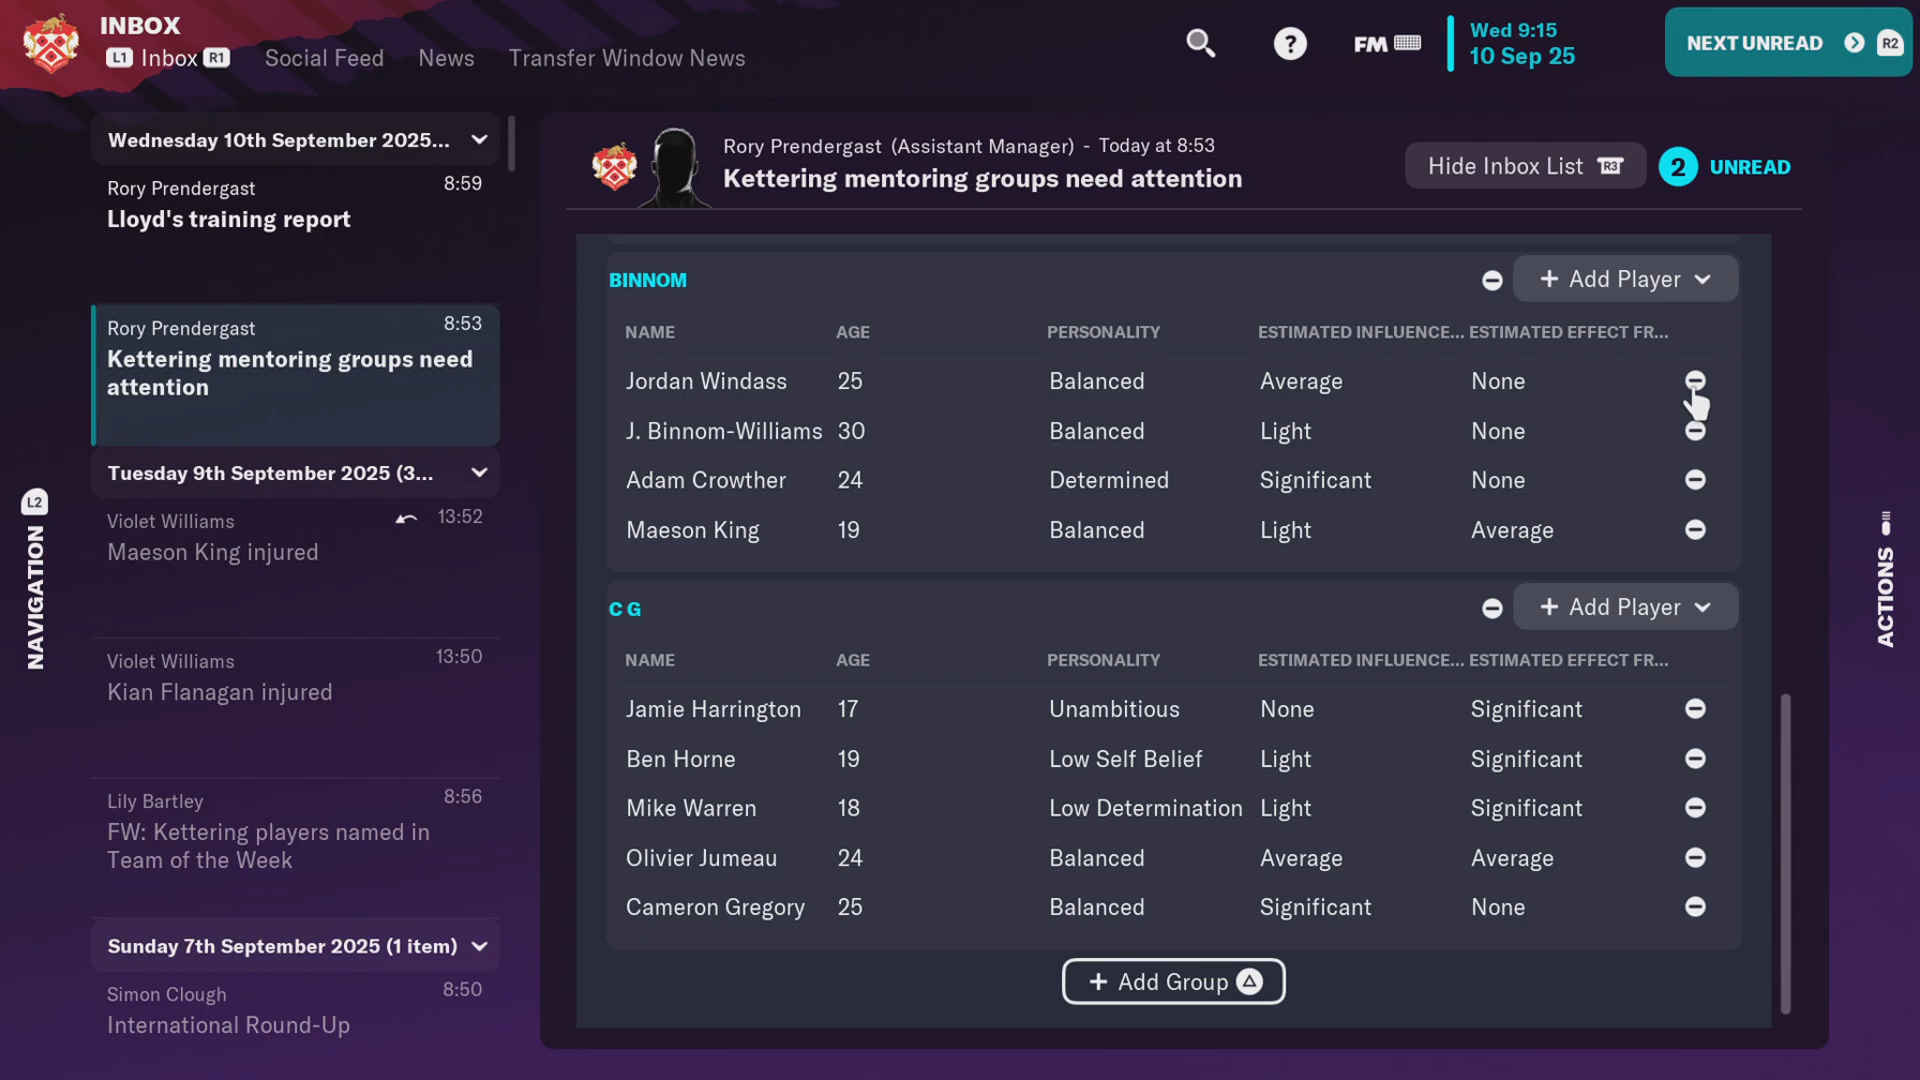 INBOX
L1 Inbox R1 Social Feed News Transfer Window News
?
FM
Wed 9:15
10 Sep 25
NEXT UNREAD R2
Wednesday 10th September 2025...
Rory Prendergast 8:59
Lloyd's training report
Rory Prendergast 8:53
Kettering mentoring groups need
attention
Tuesday 9th September 2025 (3...
Violet Williams 13:52
Maeson King injured
Violet Williams 13:50
Kian Flanagan injured
Lily Bartley 8:56
FW: Kettering players named in
Team of the Week
Sunday 7th September 2025 (1 item)
Simon Clough 8:50
International Round-Up
L2
NAVIGATION
Rory Prendergast (Assistant Manager) - Today at 8:53
Kettering mentoring groups need attention
Hide Inbox List R3
2 UNREAD
BINNOM
+ Add Player
NAME AGE PERSONALITY ESTIMATED INFLUENCE... ESTIMATED EFFECT FR...
Jordan Windass 25 Balanced Average None
J. Binnom-Williams 30 Balanced Light None
Adam Crowther 24 Determined Significant None
Maeson King 19 Balanced Light Average
C G
+ Add Player
NAME AGE PERSONALITY ESTIMATED INFLUENCE... ESTIMATED EFFECT FR...
Jamie Harrington 17 Unambitious None Significant
Ben Horne 19 Low Self Belief Light Significant
Mike Warren 18 Low Determination Light Significant
Olivier Jumeau 24 Balanced Average Average
Cameron Gregory 25 Balanced Significant None
+ Add Group
ACTIONS